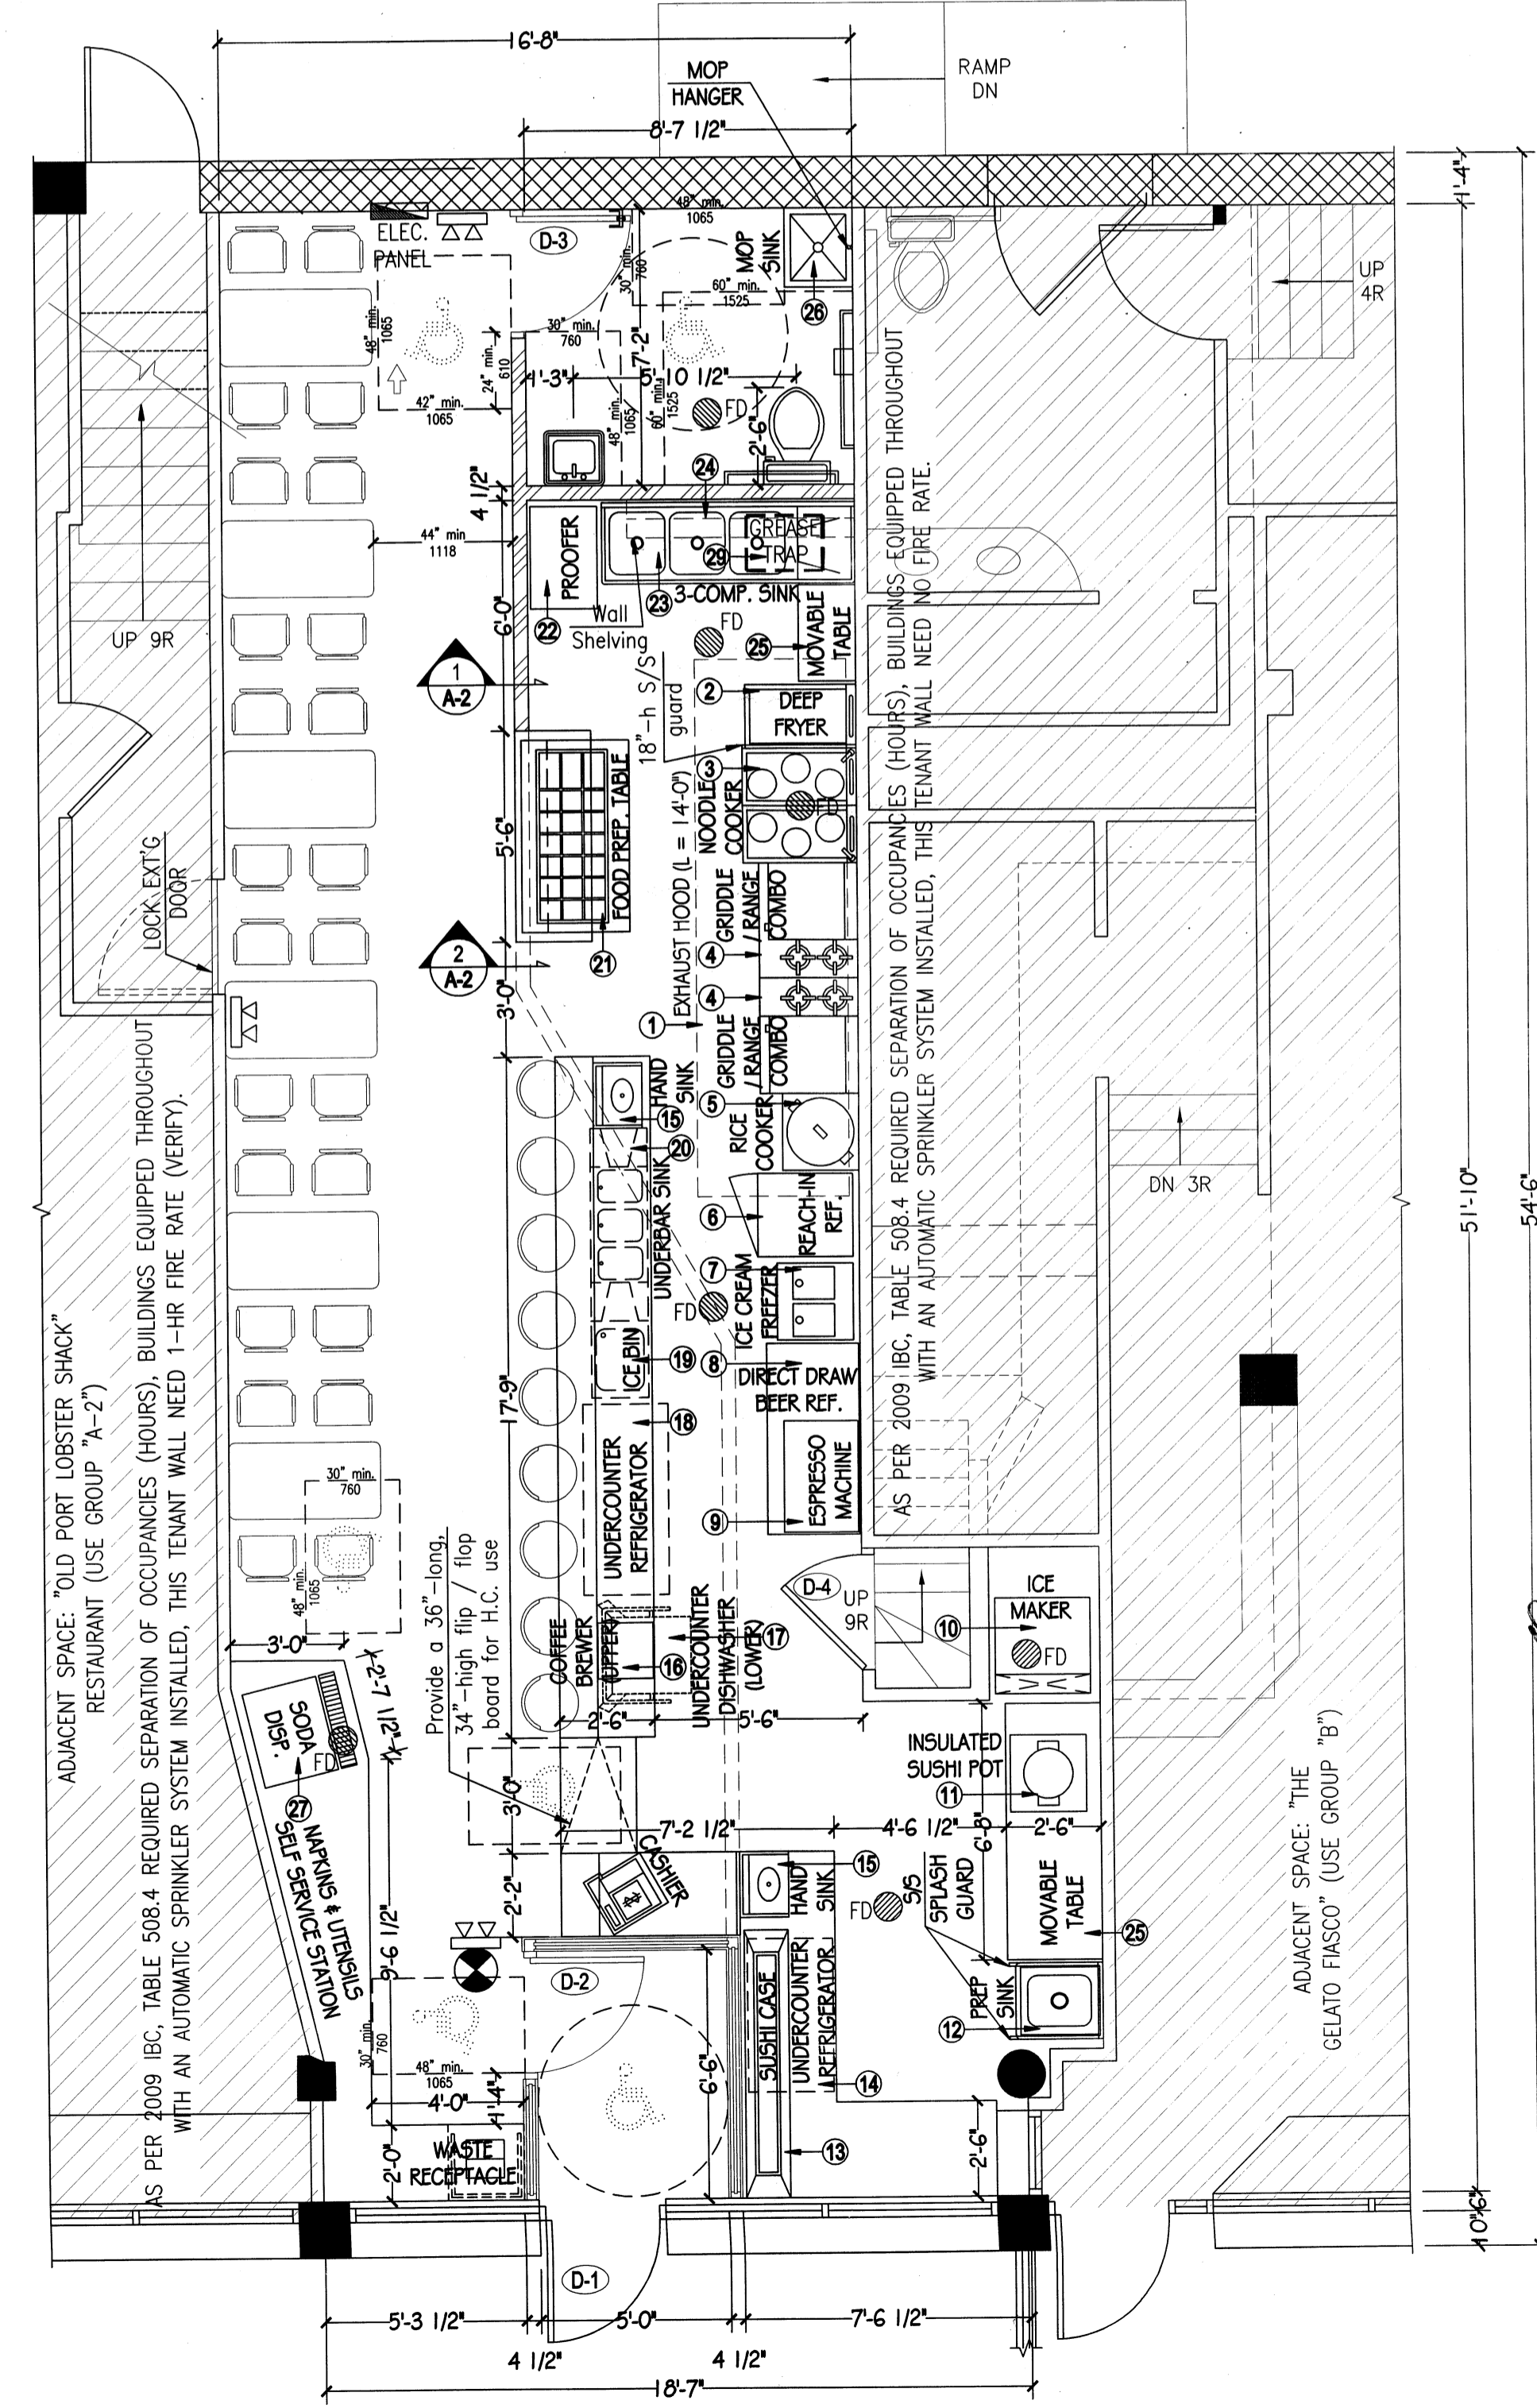 16'-8"
MOP
HANGER
RAMP
DN
8'-7 1/2"
1'-4"
ELEC.
PANEL
D-3
48" min.
1065
MOP
SINK
30" min.
760
60" min.
1525
26
UP
4R
48" min.
1065
30" min.
760
7'-2"
24" min.
610
1'-3"
5'-10 1/2"
42" min.
1065
48" min.
1065
60" min.
1525
FD
2'-6"
24
4 1/2"
44" min
1118
PROOFER
GREASE
TRAP
29
23
3-COMP. SINK
22
Wall
Shelving
FD
25
MOVABLE
TABLE
6'-0"
UP 9R
1
A-2
18"-h S/S
guard
2
DEEP
FRYER
3
NOODLE
COOKER
FD
5'-6"
FOOD PREP. TABLE
21
EXHAUST HOOD (L = 14'-0")
GRIDDLE
/RANGE
COMBO
4
LOCK EXT'G
DOOR
2
A-2
3'-0"
4
1
GRIDDLE
/RANGE
COMBO
HAND
SINK
15
5
RICE
COOKER
20
UNDERBAR SINK
6
REACH-IN
REF.
DN 3R
51'-10"
54'-6"
7
ICE CREAM
FREEZER
FD
ICE BIN
19
8
DIRECT DRAW
BEER REF.
17'-9"
18
UNDERCOUNTER
REFRIGERATOR
9
ESPRESSO
MACHINE
AS PER 2009 IBC, TABLE 508.4 REQUIRED SEPARATION OF OCCUPANCIES (HOURS), BUILDINGS EQUIPPED THROUGHOUT
WITH AN AUTOMATIC SPRINKLER SYSTEM INSTALLED, THIS TENANT WALL NEED NO FIRE RATE.
ADJACENT SPACE: "OLD PORT LOBSTER SHACK"
RESTAURANT (USE GROUP "A-2")
AS PER 2009 IBC, TABLE 508.4 REQUIRED SEPARATION OF OCCUPANCIES (HOURS), BUILDINGS EQUIPPED THROUGHOUT
WITH AN AUTOMATIC SPRINKLER SYSTEM INSTALLED, THIS TENANT WALL NEED 1-HR FIRE RATE (VERIFY).
30" min.
760
48" min.
1065
3'-0"
Provide a 36"-long,
34"-high flip / flop
board for H.C. use
COFFEE
BREWER
(UPPER)
16
17
UNDERCOUNTER
DISHWASHER
(LOWER)
D-4
UP
9R
10
ICE
MAKER
FD
2'-7 1/2"
SODA
DISP.
FD
27
2'-6"
5'-6"
INSULATED
SUSHI POT
11
3'-0"
7'-2 1/2"
4'-6 1/2"
6'-8"
2'-6"
NAPKINS & UTENSILS
SELF SERVICE STATION
CASHIER
2'-2"
15
HAND
SINK
FD
S/S
SPLASH
GUARD
MOVABLE
TABLE
25
9'-6 1/2"
D-2
30" min.
760
48" min.
1065
4'-0"
1'-4"
6'-6"
SUSHI CASE
UNDERCOUNTER
REFRIGERATOR
14
PREP
SINK
12
ADJACENT SPACE: "THE
GELATO FIASCO" (USE GROUP "B")
2'-0"
WASTE
RECEPTACLE
13
2'-6"
10"
6"
D-1
5'-3 1/2"
5'-0"
7'-6 1/2"
4 1/2"
4 1/2"
18'-7"